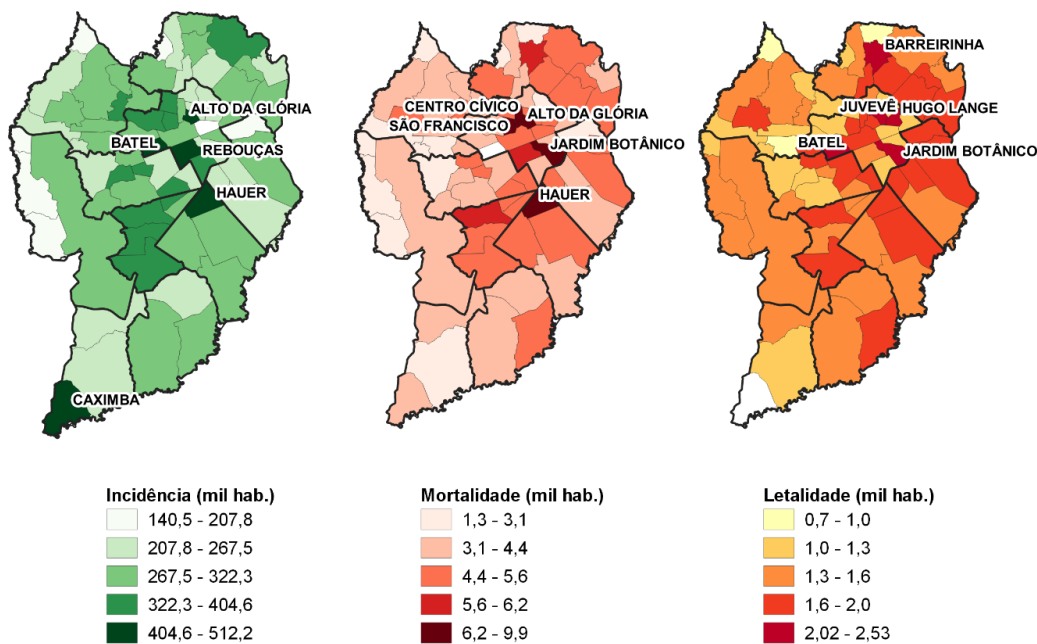 ALTO DA GLÓRIA
BATEL
REBOUÇAS
HAUER
CAXIMBA
CENTRO CÍVICO
ALTO DA GLÓRIA
SÃO FRANCISCO
JARDIM BOTÂNICO
HAUER
BARREIRINHA
JUVEVÊ
HUGO LANGE
BATEL
JARDIM BOTÂNICO
Incidência (mil hab.)
140,5 - 207,8
207,8 - 267,5
267,5 - 322,3
322,3 - 404,6
404,6 - 512,2
Mortalidade (mil hab.)
1,3 - 3,1
3,1 - 4,4
4,4 - 5,6
5,6 - 6,2
6,2 - 9,9
Letalidade (mil hab.)
0,7 - 1,0
1,0 - 1,3
1,3 - 1,6
1,6 - 2,0
2,02 - 2,53